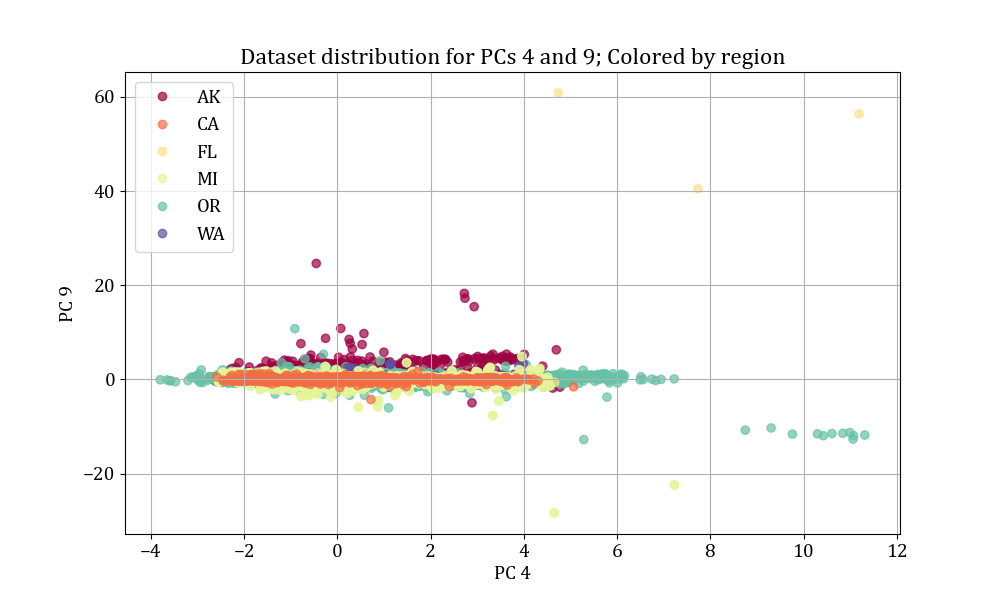 Dataset distribution for PCs 4 and 9; Colored by region
AK
CA
FL
MI
OR
WA
60
40
20
0
−20
PC 9
−4
−2
0
2
4
6
8
10
12
PC 4